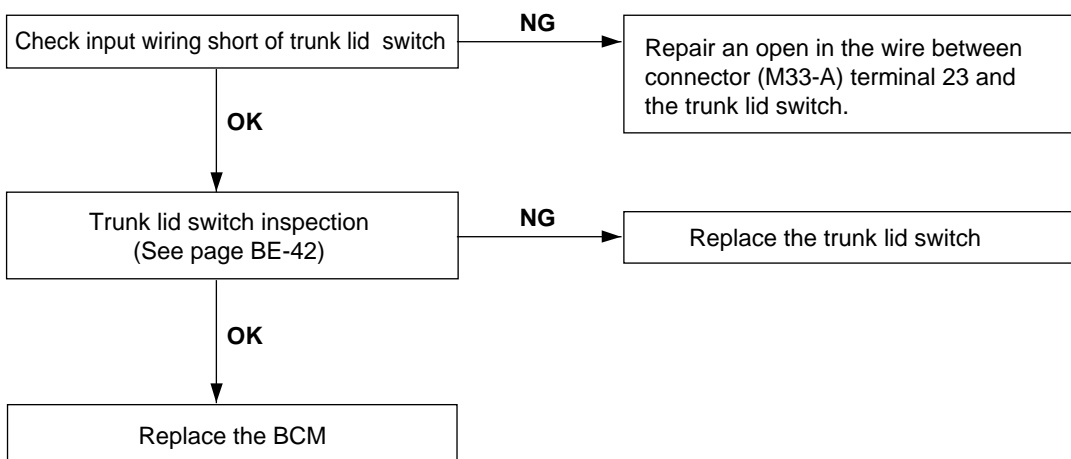 Check input wiring short of trunk lid switch
NG
Repair an open in the wire between
connector (M33-A) terminal 23 and
the trunk lid switch.
OK
Trunk lid switch inspection
(See page BE-42)
NG
Replace the trunk lid switch
OK
Replace the BCM